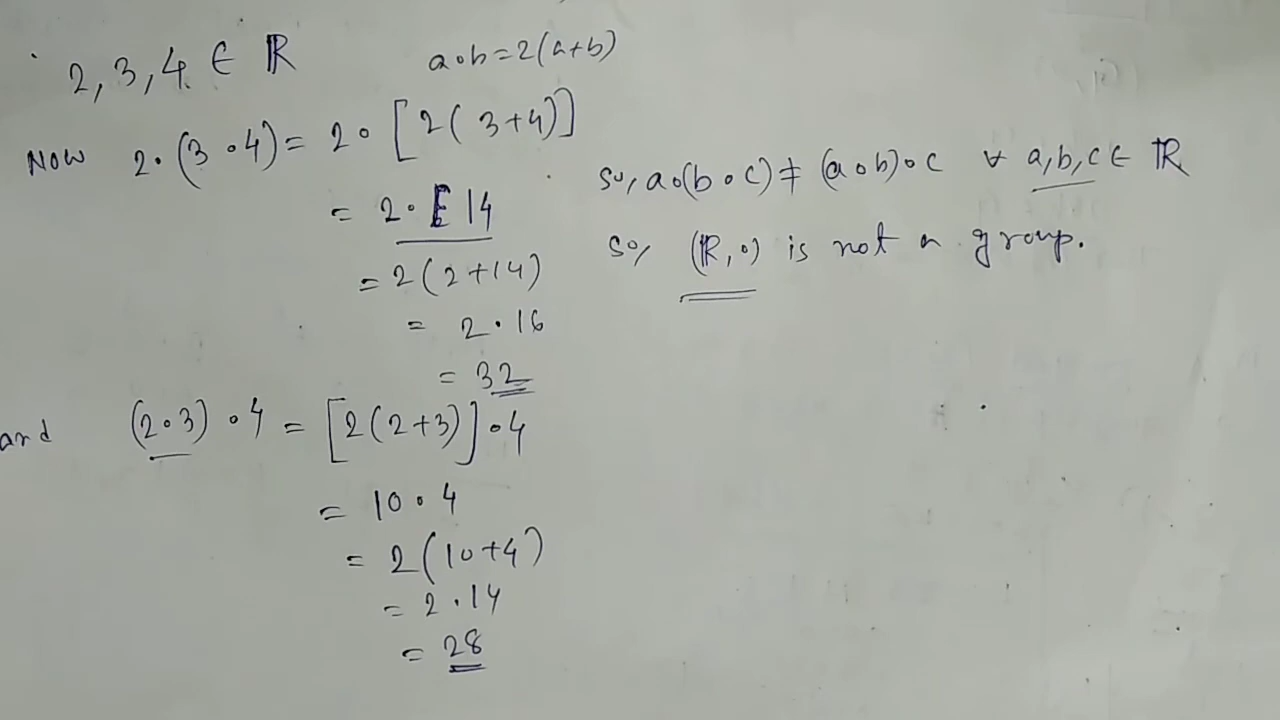 2, 3, 4 ∈ ℝ
a∘b = 2(a+b)
Now 2∘(3∘4) = 2∘[2(3+4)]
= 2∘14
= 2(2+14)
= 2·16
= 32
and (2∘3)∘4 = [2(2+3)]∘4
= 10∘4
= 2(10+4)
= 2·14
= 28
So, a∘(b∘c) ≠ (a∘b)∘c ∀ a,b,c ∈ ℝ
So, (ℝ,∘) is not a group.